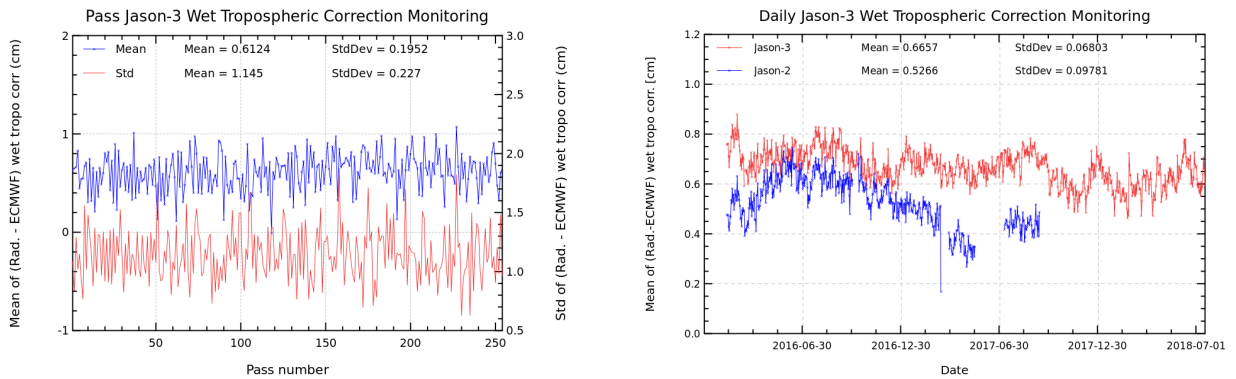 Pass Jason-3 Wet Tropospheric Correction Monitoring
Mean Mean = 0.6124 StdDev = 0.1952
Std Mean = 1.145 StdDev = 0.227
Mean of (Rad. - ECMWF) wet tropo corr (cm)
2
1
0
-1
3.0
2.5
2.0
1.5
1.0
0.5
Std of (Rad. - ECMWF) wet tropo corr (cm)
50 100 150 200 250
Pass number
Daily Jason-3 Wet Tropospheric Correction Monitoring
Jason-3 Mean = 0.6657 StdDev = 0.06803
Jason-2 Mean = 0.5266 StdDev = 0.09781
Mean of (Rad.-ECMWF) wet tropo corr. [cm]
1.2
1.0
0.8
0.6
0.4
0.2
0.0
2016-06-30 2016-12-30 2017-06-30 2017-12-30 2018-07-01
Date